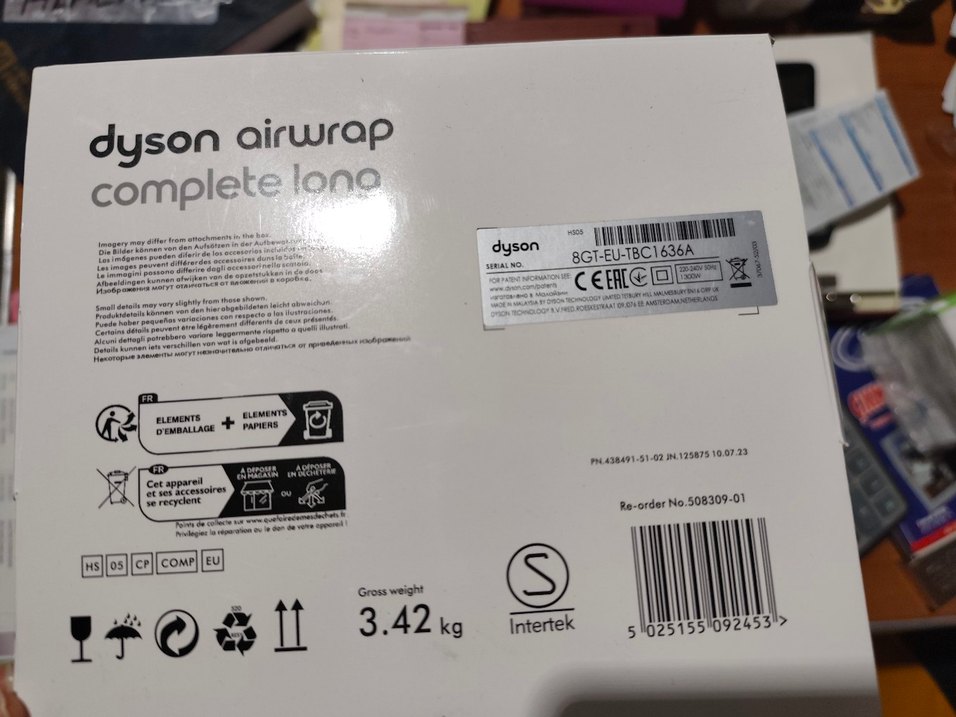 dyson airwrap
complete long
Imagery may differ from attachments in the box.
Die Bilder können von den Aufsätzen in der Aufbewahrungsbox
Las imágenes pueden diferir de los accesorios incluidos en
Les images peuvent différer des accessoires dans la boîte.
Le immagini possono differire dagli accessori nella scatola.
Afbeeldingen kunnen afwijken van de opzetstukken in de doos
Изображения могут отличаться от вложений в коробке.
Small details may vary slightly from those shown.
Produktdetails können von den hier abgebildeten leicht abweichen.
Puede haber pequeñas variaciones con respecto a las ilustraciones.
Certains détails peuvent être légèrement différents de ceux présentés.
Alcuni dettagli potrebbero variare leggermente rispetto a quelli illustrati.
Details kunnen iets verschillen van wat is afgebeeld.
Некоторые элементы могут незначительно отличаться от приведенных изображений
dyson
HS05
SERIAL NO.
8GT-EU-TBC1636A
FOR PATENT INFORMATION SEE:
www.dyson.com/patents
изготовлено в Малайзии
CE EAC
220-240V 50Hz
1300W
MADE IN MALAYSIA BY DYSON TECHNOLOGY LIMITED TETBURY HILL MALMESBURY SN16 0RP UK
DYSON TECHNOLOGY B.V. FRED. ROESKESTRAAT 109, 1076 EE AMSTERDAM, NETHERLANDS
FR
ELEMENTS
D'EMBALLAGE
+
ELEMENTS
PAPIERS
FR
Cet appareil
et ses accessoires
se recyclent
À DÉPOSER
EN MAGASIN
OU
À DÉPOSER
EN DÉCHÈTERIE
Points de collecte sur www.quefairedemesdechets.fr
Privilégiez la réparation ou le don de votre appareil !
HS 05 CP COMP EU
PN.438491-51-02 JN.125875 10.07.23
Re-order No.508309-01
5 025155 092453 >
Gross weight
3.42 kg
S
Intertek